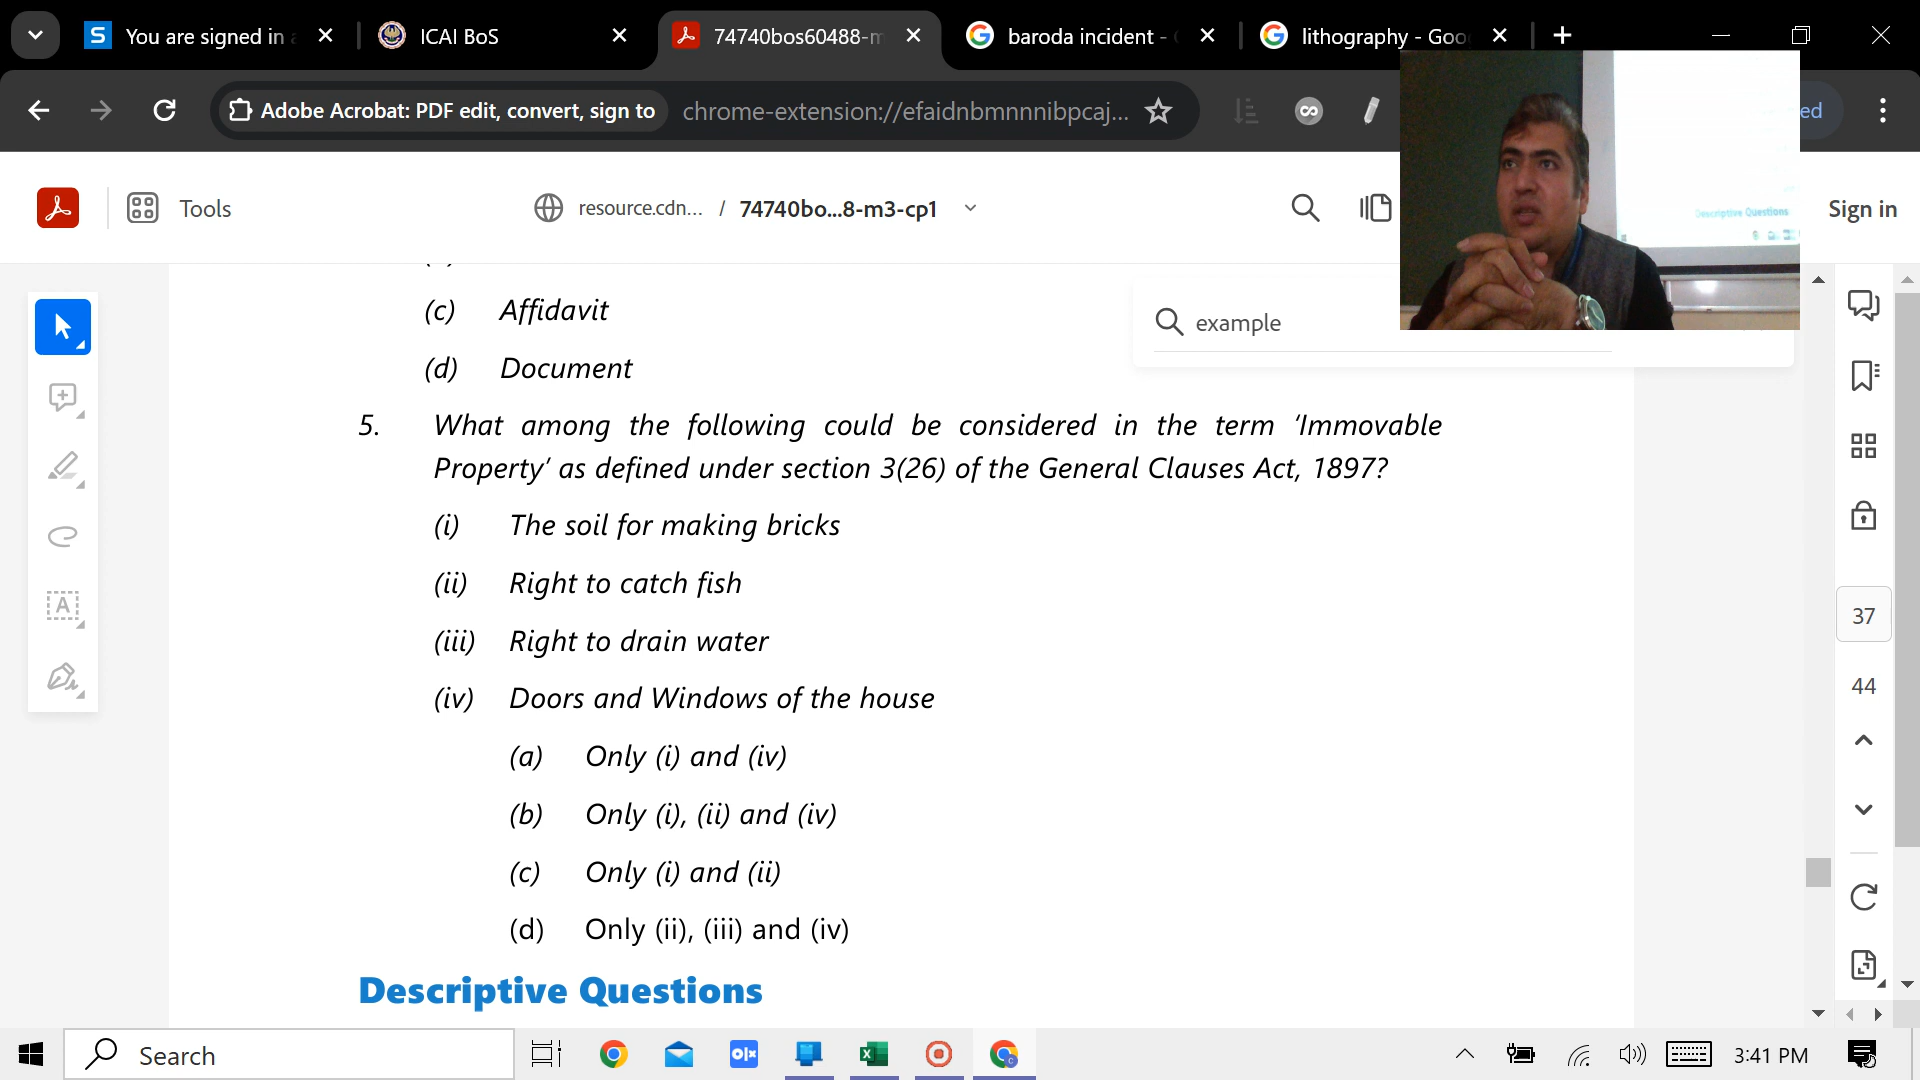 You are signed in a
ICAI BoS
74740bos60488-m
baroda incident -
lithography - Goo
Adobe Acrobat: PDF edit, convert, sign to
chrome-extension://efaidnbmnnnibpcaj...
ed
Tools
resource.cdn... / 74740bo...8-m3-cp1
Sign in
Descriptive Questions
example
(c) Affidavit
(d) Document
5. What among the following could be considered in the term ‘Immovable
Property’ as defined under section 3(26) of the General Clauses Act, 1897?
(i) The soil for making bricks
(ii) Right to catch fish
(iii) Right to drain water
(iv) Doors and Windows of the house
(a) Only (i) and (iv)
(b) Only (i), (ii) and (iv)
(c) Only (i) and (ii)
(d) Only (ii), (iii) and (iv)
Descriptive Questions
37
44
Search
3:41 PM